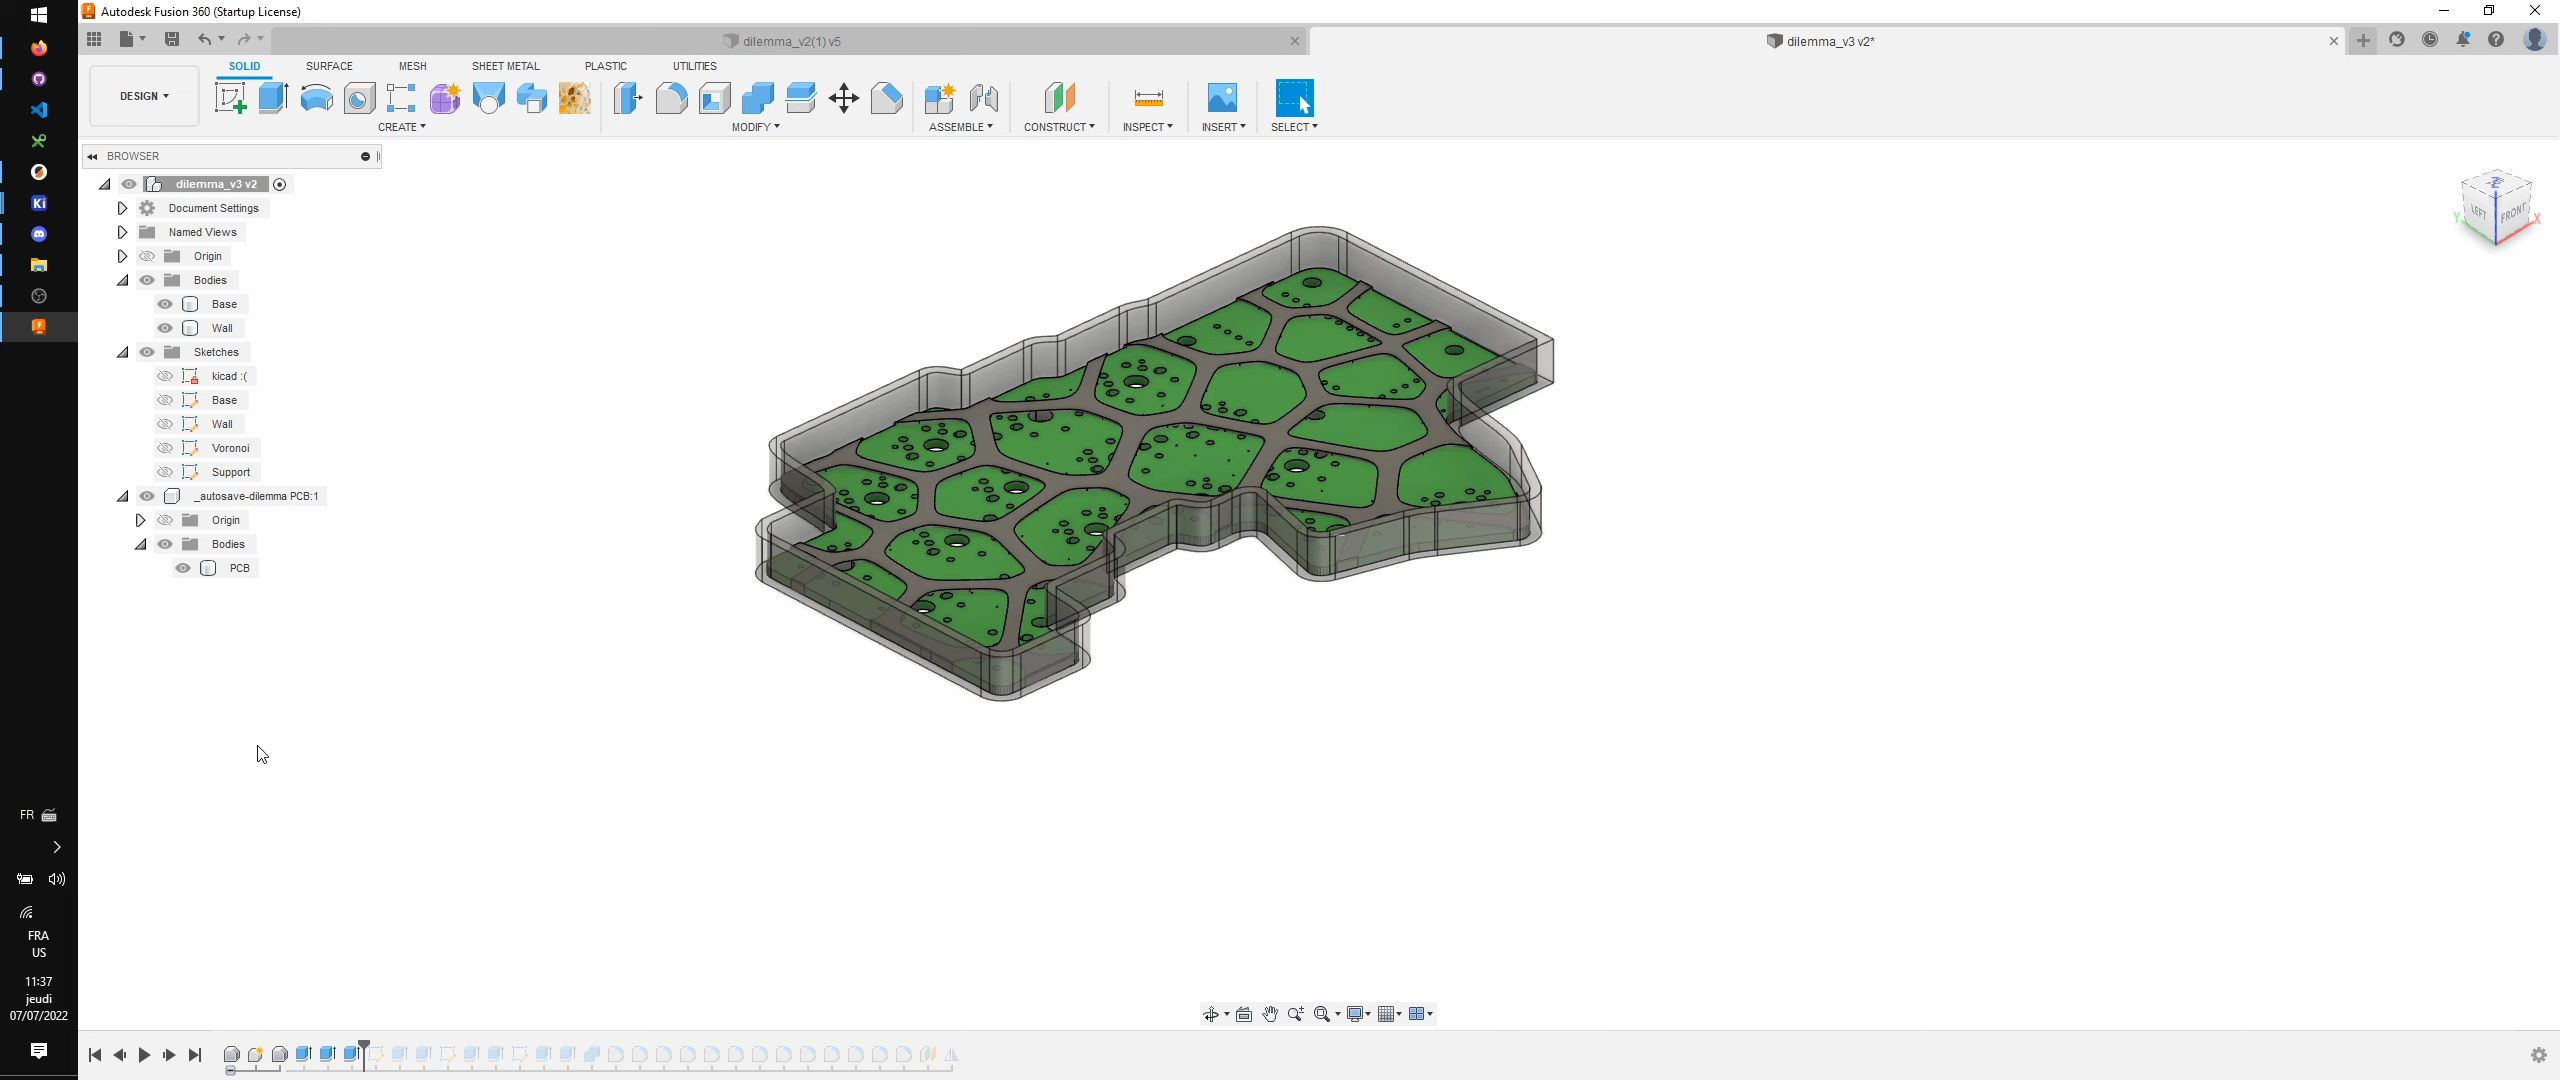 Autodesk Fusion 360 (Startup License)
dilemma_v2(1) v5
dilemma_v3 v2*
DESIGN
SOLID
SURFACE
MESH
SHEET METAL
PLASTIC
UTILITIES
CREATE
MODIFY
ASSEMBLE
CONSTRUCT
INSPECT
INSERT
SELECT
BROWSER
dilemma_v3 v2
Document Settings
Named Views
Origin
Bodies
Base
Wall
Sketches
kicad :(
Base
Wall
Voronoi
Support
_autosave-dilemma PCB:1
Origin
Bodies
PCB
Z
LEFT
FRONT
Y
X
Ki
FR
FRA
US
11:37
jeudi
07/07/2022